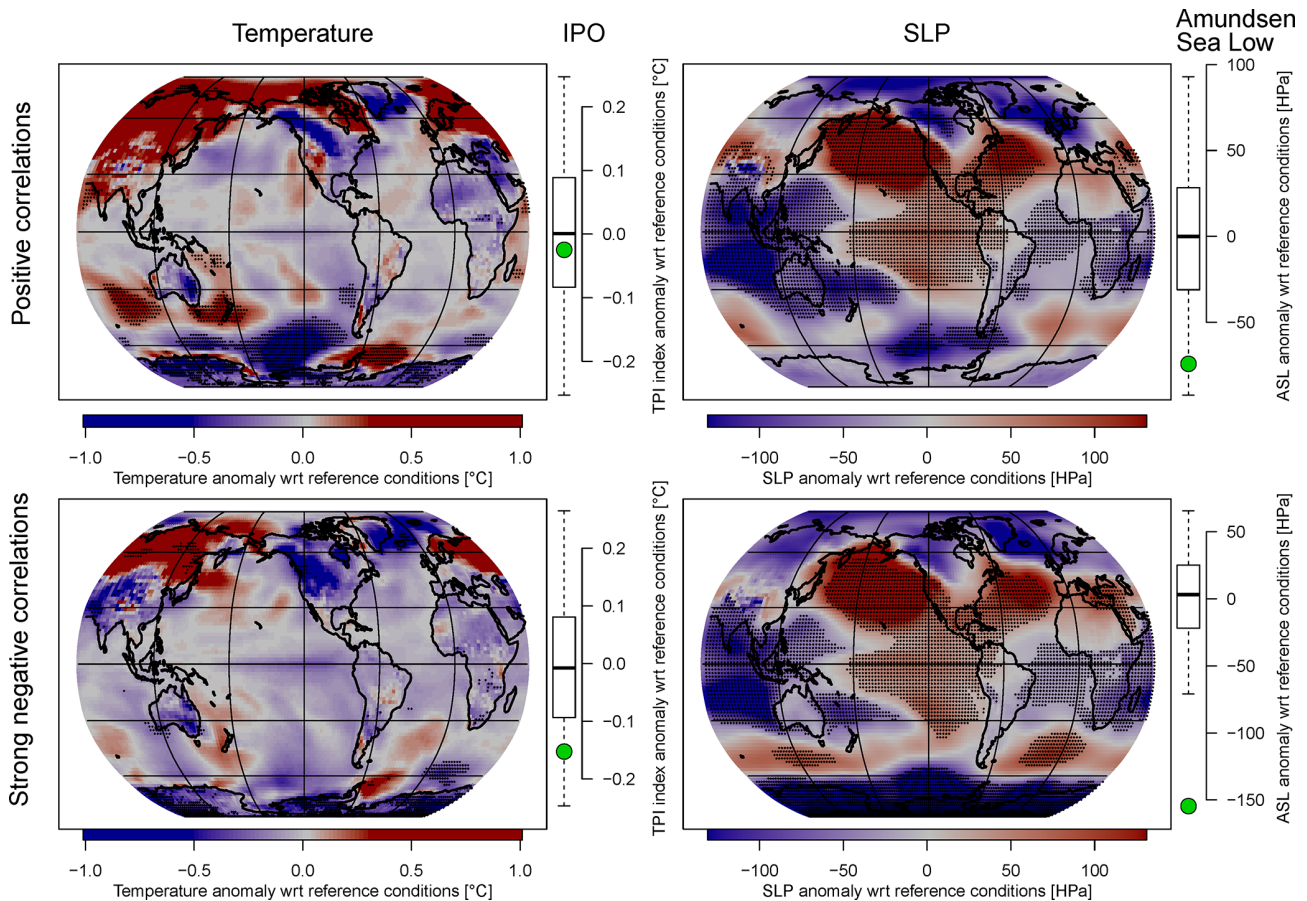 Temperature
IPO
SLP
Amundsen
Sea Low
Positive correlations
0.2
0.1
0.0
−0.1
−0.2
TPI index anomaly wrt reference conditions [°C]
100
50
0
−50
ASL anomaly wrt reference conditions [HPa]
−1.0 −0.5 0.0 0.5 1.0
Temperature anomaly wrt reference conditions [°C]
−100 −50 0 50 100
SLP anomaly wrt reference conditions [HPa]
Strong negative correlations
0.2
0.1
0.0
−0.1
−0.2
TPI index anomaly wrt reference conditions [°C]
50
0
−50
−100
−150
ASL anomaly wrt reference conditions [HPa]
−1.0 −0.5 0.0 0.5 1.0
Temperature anomaly wrt reference conditions [°C]
−100 −50 0 50 100
SLP anomaly wrt reference conditions [HPa]